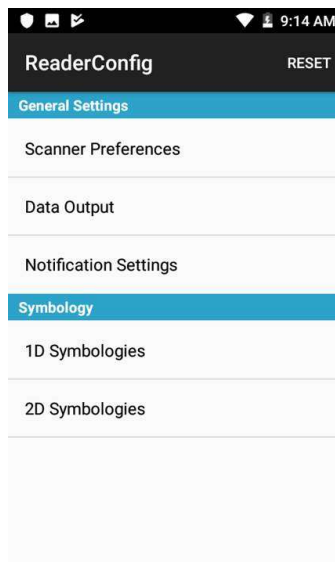 9:14 AM
ReaderConfig
RESET
General Settings
Scanner Preferences
Data Output
Notification Settings
Symbology
1D Symbologies
2D Symbologies